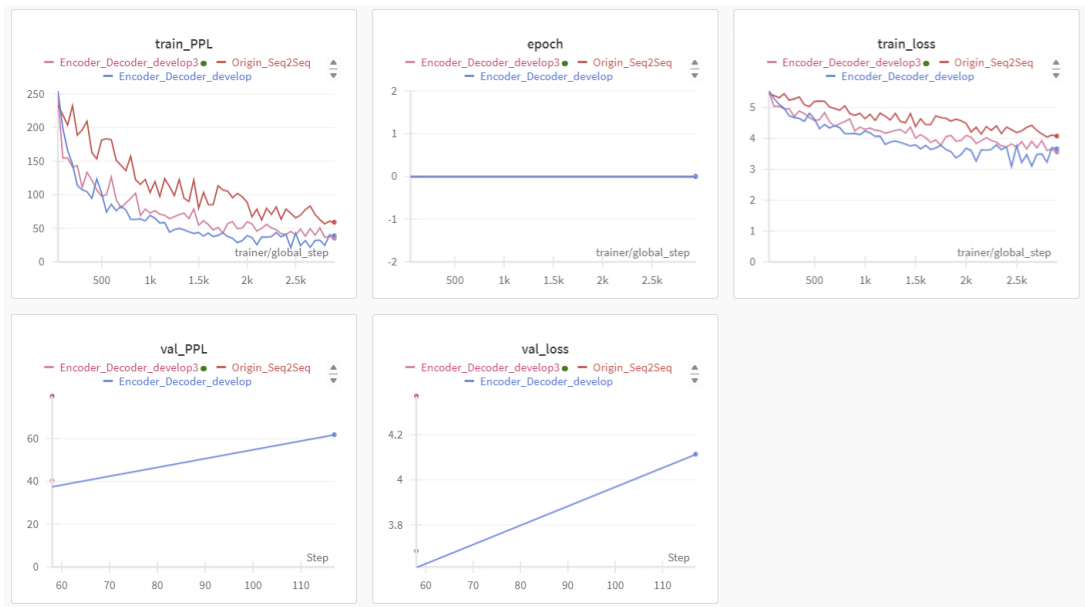 train_PPL
Encoder_Decoder_develop3 Origin_Seq2Seq
Encoder_Decoder_develop
250
200
150
100
50
0
trainer/global_step
500 1k 1.5k 2k 2.5k
epoch
Encoder_Decoder_develop3 Origin_Seq2Seq
Encoder_Decoder_develop
2
1
0
-1
-2
trainer/global_step
500 1k 1.5k 2k 2.5k
train_loss
Encoder_Decoder_develop3 Origin_Seq2Seq
Encoder_Decoder_develop
5
4
3
2
1
0
trainer/global_step
500 1k 1.5k 2k 2.5k
val_PPL
Encoder_Decoder_develop3 Origin_Seq2Seq
Encoder_Decoder_develop
60
40
20
0
Step
60 70 80 90 100 110
val_loss
Encoder_Decoder_develop3 Origin_Seq2Seq
Encoder_Decoder_develop
4.2
4
3.8
Step
60 70 80 90 100 110